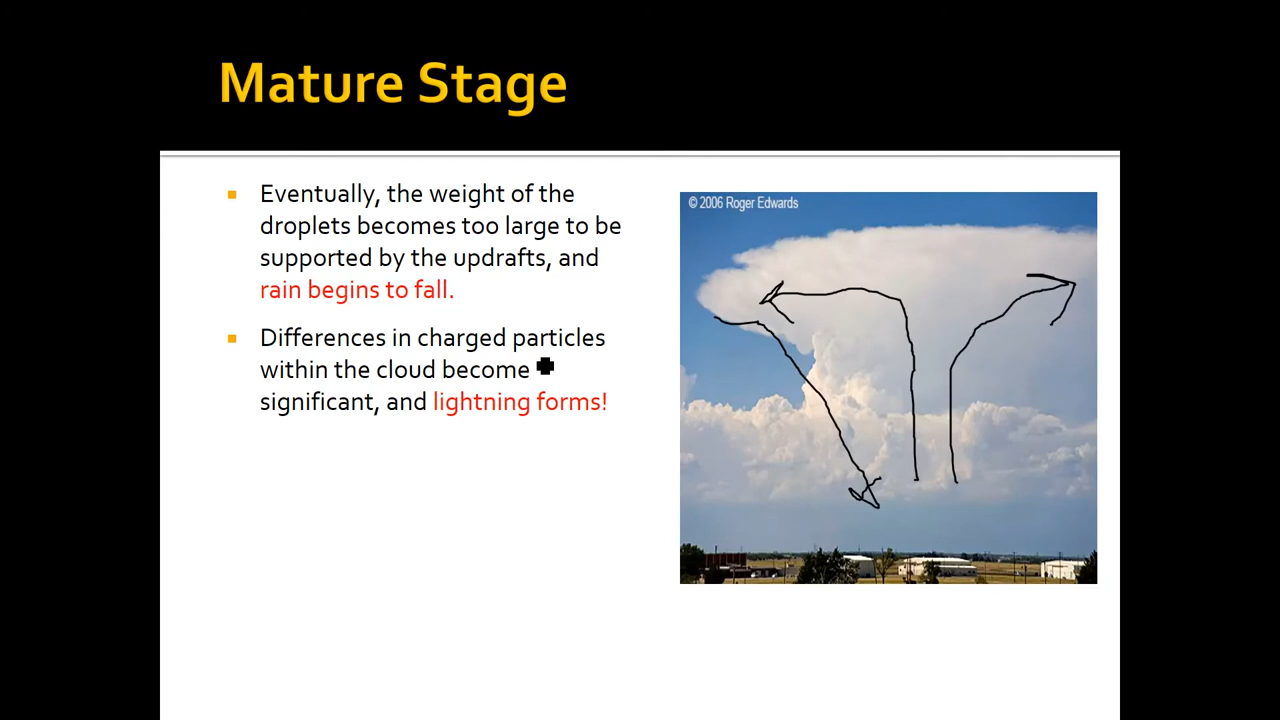 Mature Stage
Eventually, the weight of the
droplets becomes too large to be
supported by the updrafts, and
rain begins to fall.
Differences in charged particles
within the cloud become
significant, and lightning forms!
© 2006 Roger Edwards